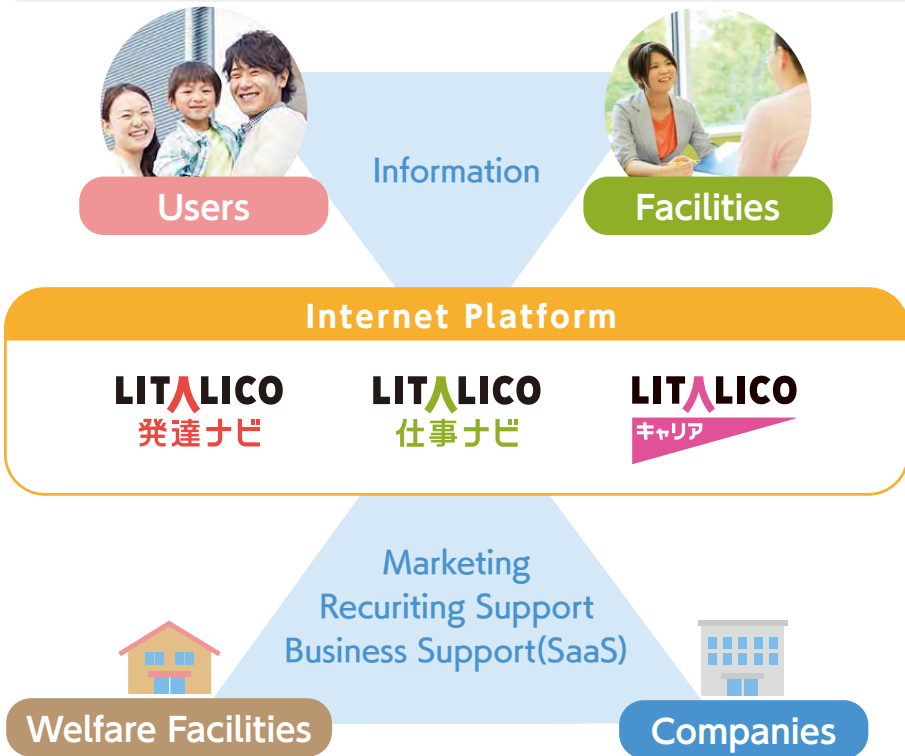 Information
Users
Facilities
Internet Platform
LITALICO
発達ナビ
LITALICO
仕事ナビ
LITALICO
キャリア
Marketing
Recuriting Support
Business Support(SaaS)
Welfare Facilities
Companies